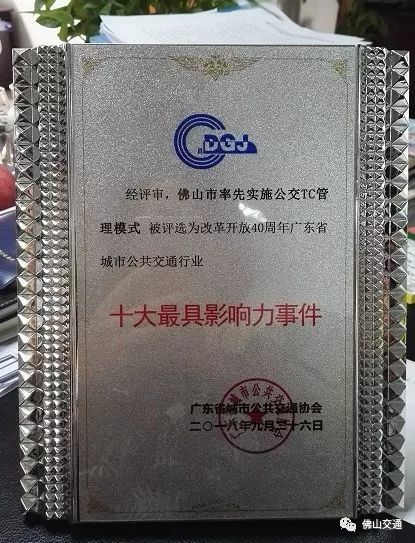 DGJ
经评审，佛山市率先实施公交TC管
理模式 被评选为改革开放40周年广东省
城市公共交通行业
十大最具影响力事件
广东省城市公共交通协会
二〇一八年九月二十六日
佛山交通